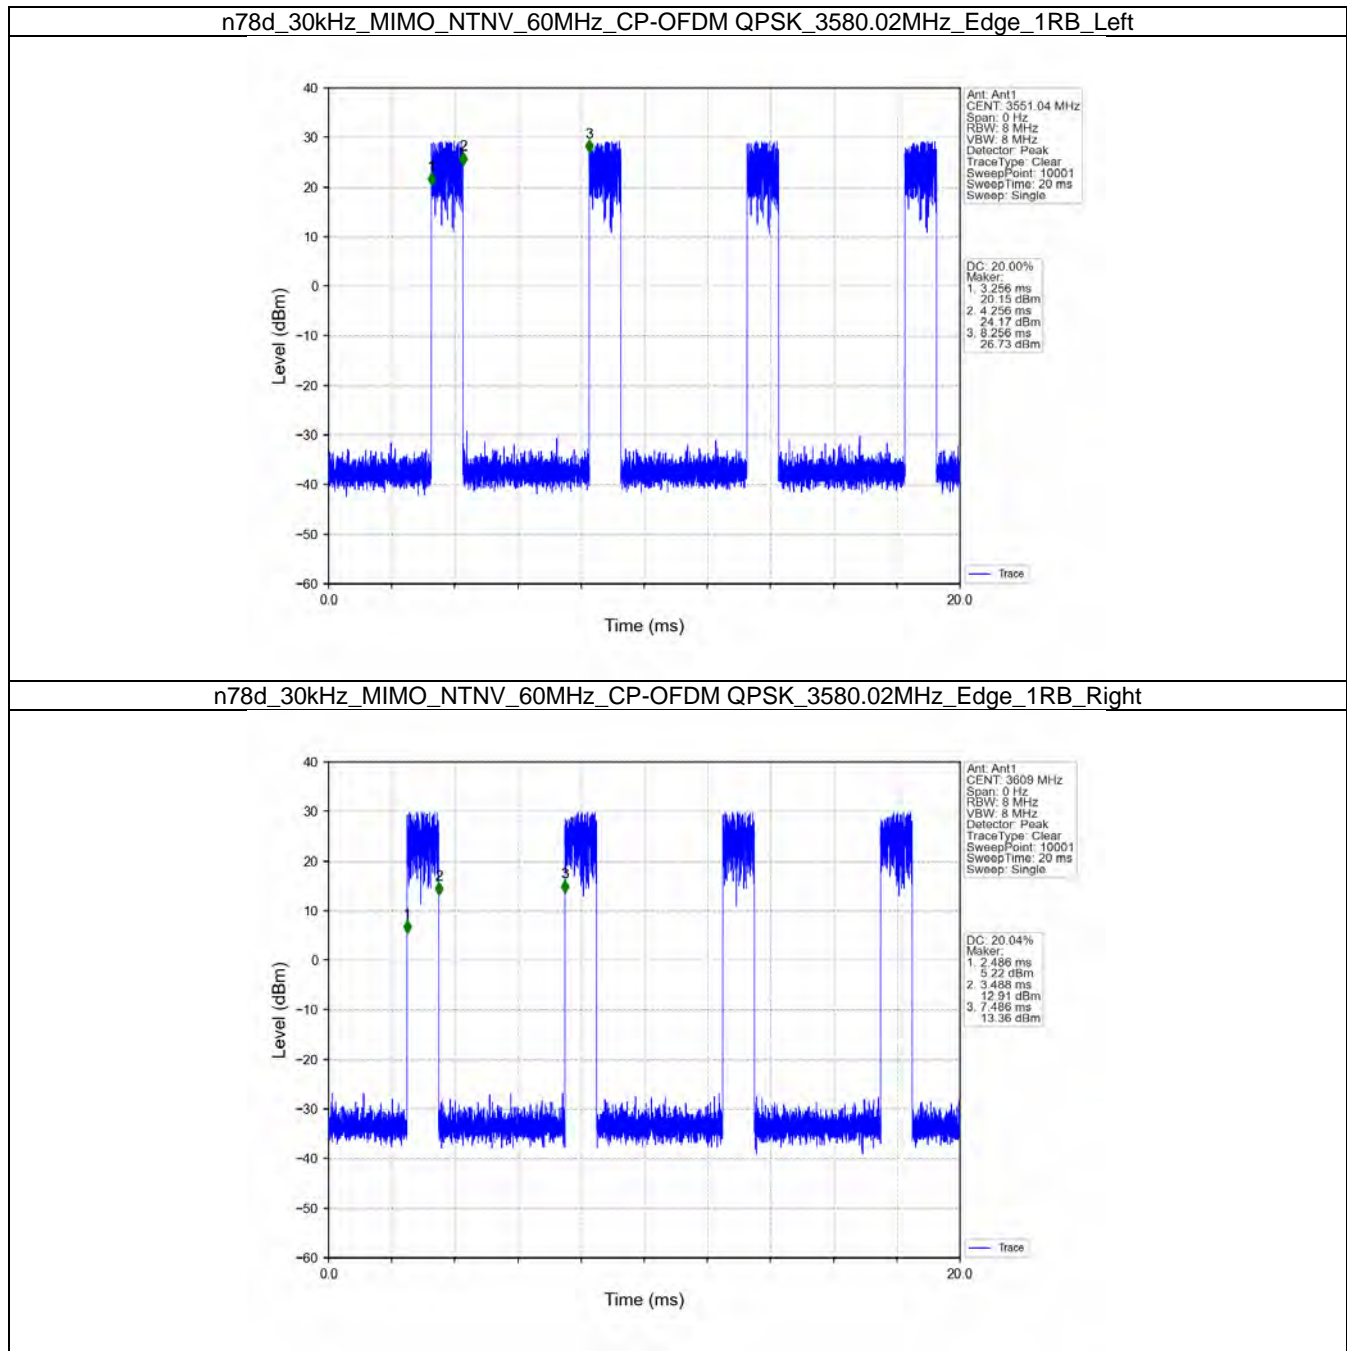 n78d_30kHz_MIMO_NTNV_60MHz_CP-OFDM QPSK_3580.02MHz_Edge_1RB_Left
40
30
20
10
0
−10
−20
−30
−40
−50
−60
Level (dBm)
1
2
3
0.0
20.0
Time (ms)
Ant: Ant1
CENT: 3551.04 MHz
Span: 0 Hz
RBW: 8 MHz
VBW: 8 MHz
Detector: Peak
TraceType: Clear
SweepPoint: 10001
SweepTime: 20 ms
Sweep: Single
DC: 20.00%
Maker:
1. 3.256 ms
20.15 dBm
2. 4.256 ms
24.17 dBm
3. 8.256 ms
26.73 dBm
Trace
n78d_30kHz_MIMO_NTNV_60MHz_CP-OFDM QPSK_3580.02MHz_Edge_1RB_Right
40
30
20
10
0
−10
−20
−30
−40
−50
−60
Level (dBm)
1
2
3
0.0
20.0
Time (ms)
Ant: Ant1
CENT: 3609 MHz
Span: 0 Hz
RBW: 8 MHz
VBW: 8 MHz
Detector: Peak
TraceType: Clear
SweepPoint: 10001
SweepTime: 20 ms
Sweep: Single
DC: 20.04%
Maker:
1. 2.486 ms
5.22 dBm
2. 3.488 ms
12.91 dBm
3. 7.486 ms
13.36 dBm
Trace